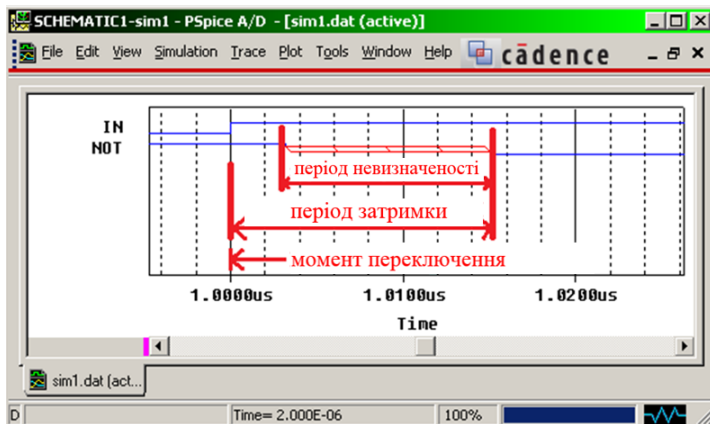 SCHEMATIC1-sim1 - PSpice A/D - [sim1.dat (active)]
File Edit View Simulation Trace Plot Tools Window Help cādence
IN
NOT
період невизначеності
період затримки
момент переключення
1.0000us 1.0100us 1.0200us
Time
sim1.dat (act...
D Time= 2.000E-06 100%